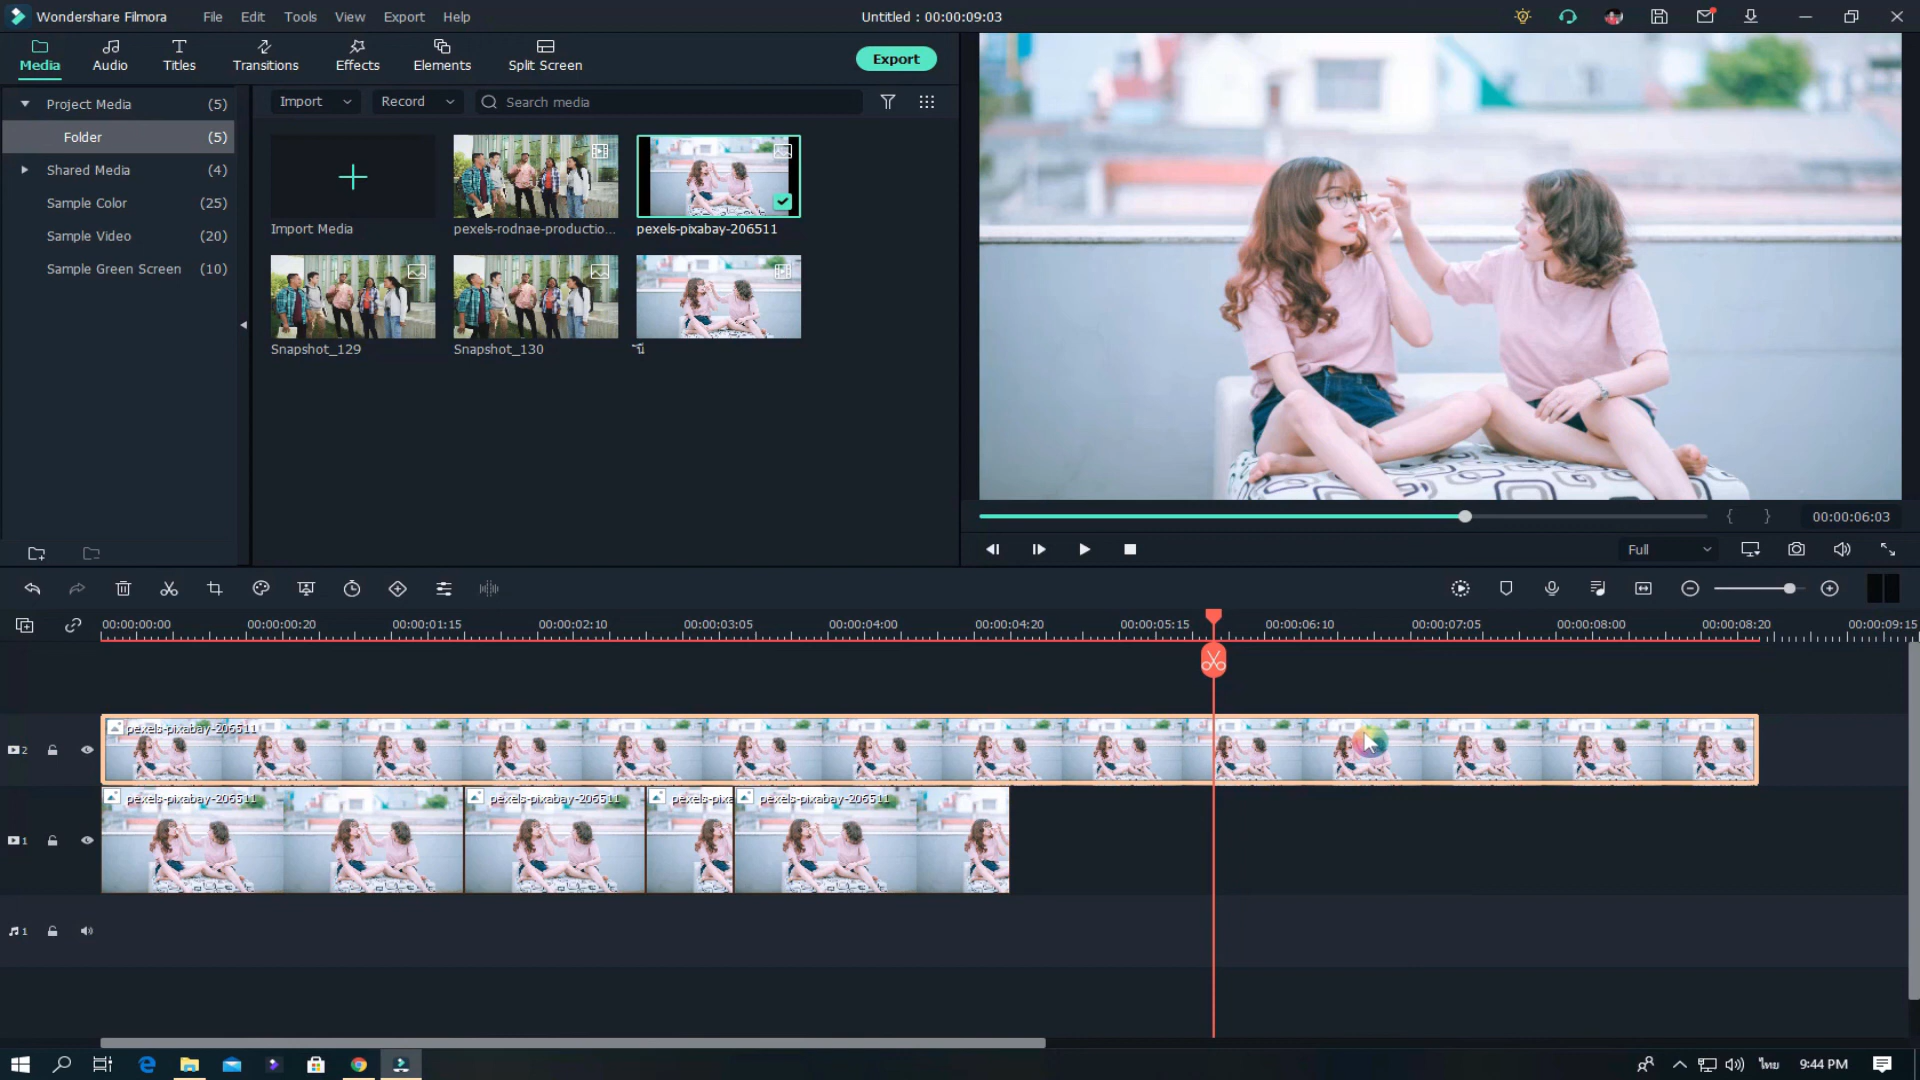 Wondershare Filmora File Edit Tools View Export Help Untitled : 00:00:09:03
Media Audio Titles Transitions Effects Elements Split Screen Export
Project Media (5)
Folder (5)
Shared Media (4)
Sample Color (25)
Sample Video (20)
Sample Green Screen (10)
Import Record Search media
Import Media pexels-rodnae-productio... pexels-pixabay-206511
Snapshot_129 Snapshot_130
{ } 00:00:06:03
Full
00:00:00:00 00:00:00:20 00:00:01:15 00:00:02:10 00:00:03:05 00:00:04:00 00:00:04:20 00:00:05:15 00:00:06:10 00:00:07:05 00:00:08:00 00:00:08:20 00:00:09:15
2 pexels-pixabay-206511
pexels-pixabay-206511 pexels-pixabay-206511 pexels-pixa pexels-pixabay-206511
1
1
ไทย 9:44 PM